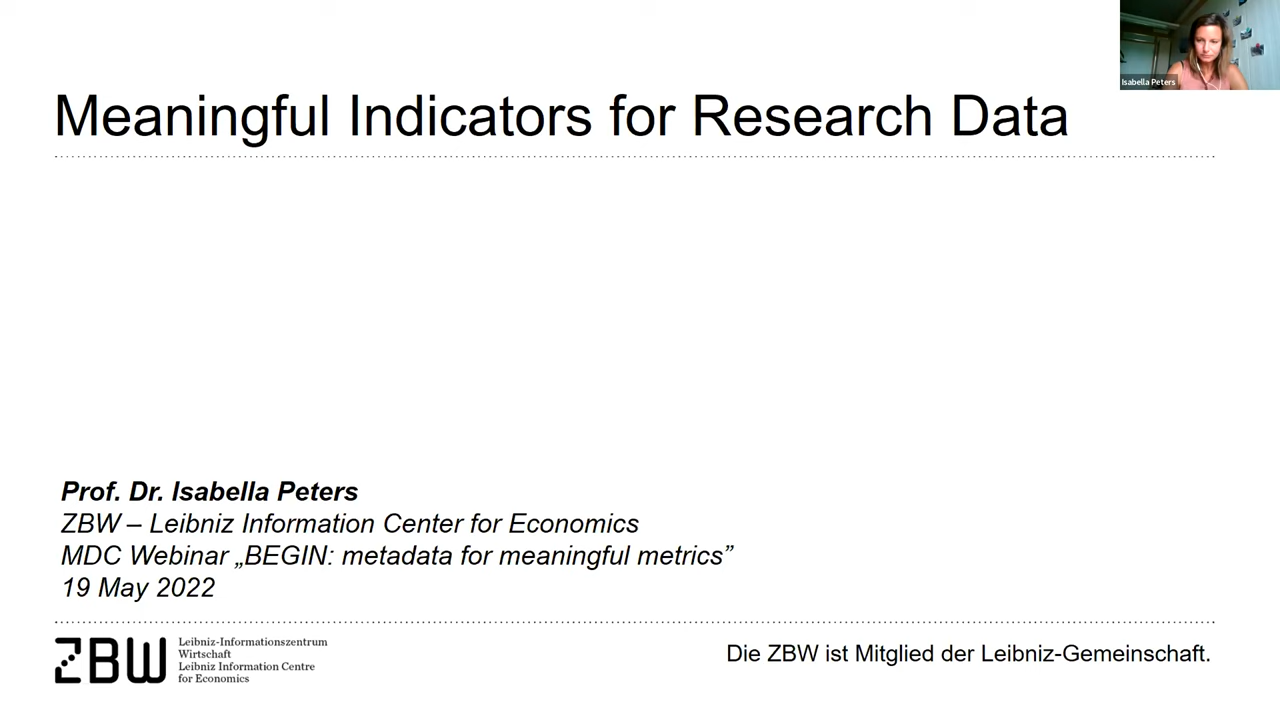 Isabella Peters
Meaningful Indicators for Research Data
Prof. Dr. Isabella Peters
ZBW – Leibniz Information Center for Economics
MDC Webinar „BEGIN: metadata for meaningful metrics”
19 May 2022
ZBW
Leibniz-Informationszentrum
Wirtschaft
Leibniz Information Centre
for Economics
Die ZBW ist Mitglied der Leibniz-Gemeinschaft.